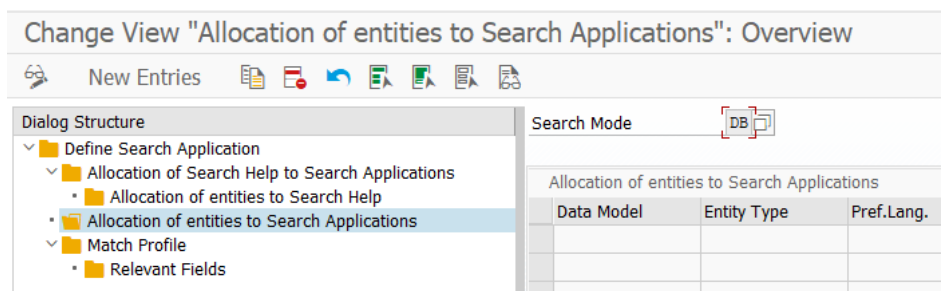 Change View "Allocation of entities to Search Applications": Overview
New Entries
Dialog Structure
Define Search Application
Allocation of Search Help to Search Applications
Allocation of entities to Search Help
Allocation of entities to Search Applications
Match Profile
Relevant Fields
Search Mode DB
Allocation of entities to Search Applications
Data Model Entity Type Pref.Lang.